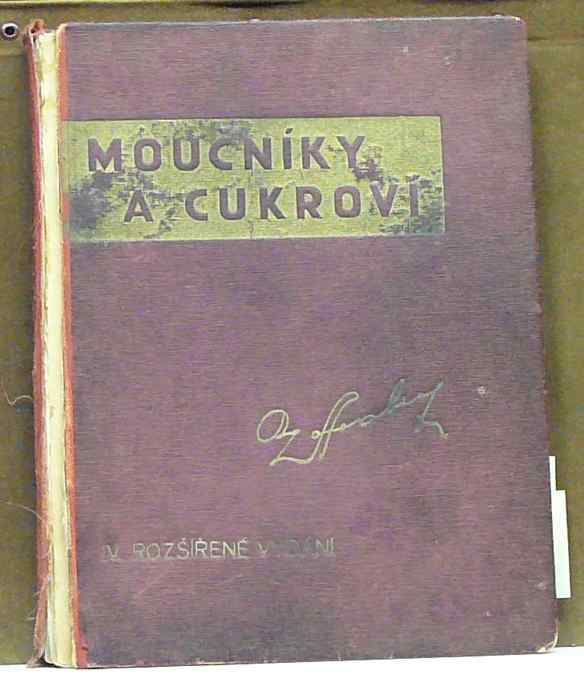 MOUČNÍKY
A CUKROVÍ
IV. ROZŠÍŘENÉ VYDÁNÍ